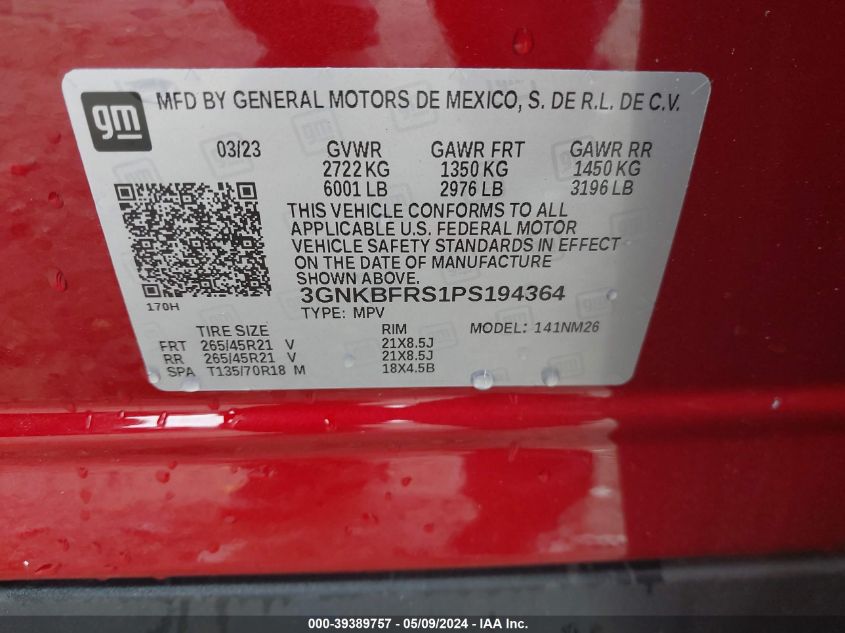 gm
MFD BY GENERAL MOTORS DE MEXICO, S. DE R.L. DE C.V.
03/23 GVWR GAWR FRT GAWR RR
2722 KG 1350 KG 1450 KG
6001 LB 2976 LB 3196 LB
THIS VEHICLE CONFORMS TO ALL
APPLICABLE U.S. FEDERAL MOTOR
VEHICLE SAFETY STANDARDS IN EFFECT
ON THE DATE OF MANUFACTURE
SHOWN ABOVE.
170H
3GNKBFRS1PS194364
TYPE: MPV
TIRE SIZE RIM MODEL: 141NM26
FRT 265/45R21 V 21X8.5J
RR 265/45R21 V 21X8.5J
SPA T135/70R18 M 18X4.5B
000-39389757 - 05/09/2024 - IAA Inc.